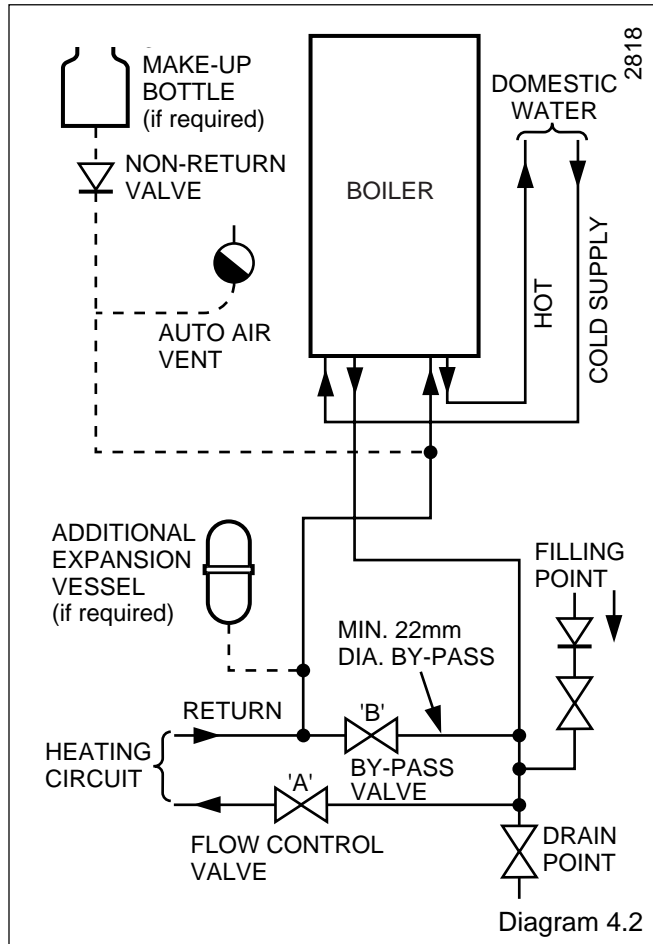 2818
MAKE-UP
BOTTLE
(if required)
NON-RETURN
VALVE
AUTO AIR
VENT
BOILER
DOMESTIC
WATER
HOT
COLD SUPPLY
ADDITIONAL
EXPANSION
VESSEL
(if required)
FILLING
POINT
MIN. 22mm
DIA. BY-PASS
RETURN
'B'
HEATING
CIRCUIT
BY-PASS
VALVE
'A'
FLOW CONTROL
VALVE
DRAIN
POINT
Diagram 4.2